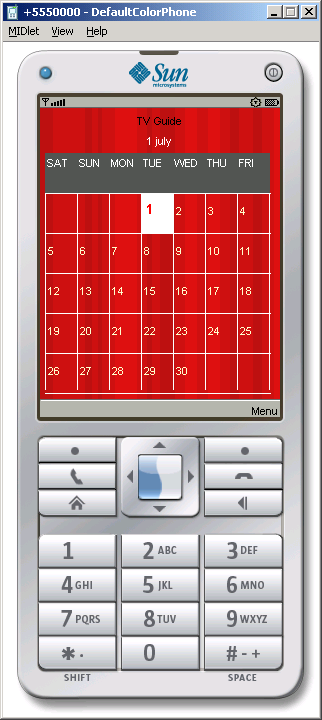 +5550000 - DefaultColorPhone
MIDlet View Help
Sun
microsystems
TV Guide
1 july
SAT SUN MON TUE WED THU FRI
1 2 3 4
5 6 7 8 9 10 11
12 13 14 15 16 17 18
19 20 21 22 23 24 25
26 27 28 29 30
Menu
1 2 ABC 3 DEF
4 GHI 5 JKL 6 MNO
7 PQRS 8 TUV 9 WXYZ
* . 0 # - +
SHIFT SPACE